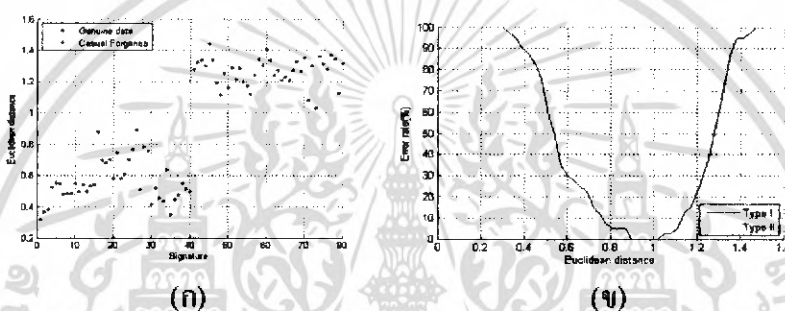 1.6
1.4
1.2
1
0.8
0.6
0.4
0.2
Euclidean distance
Genuine data
Casual Forgeries
0 10 20 30 40 50 60 70 80 90
Signature
(ก)
100
90
80
70
60
50
40
30
20
10
0
Error rate(%)
Type I
Type II
0 0.2 0.4 0.6 0.8 1 1.2 1.4 1.6
Euclidean distance
(ข)